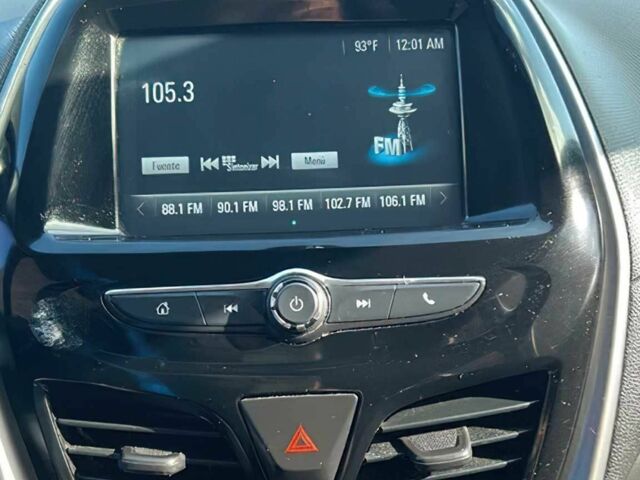 93°F 12:01 AM
105.3
FM
Fuente Sintonizar Menú
88.1 FM 90.1 FM 98.1 FM 102.7 FM 106.1 FM